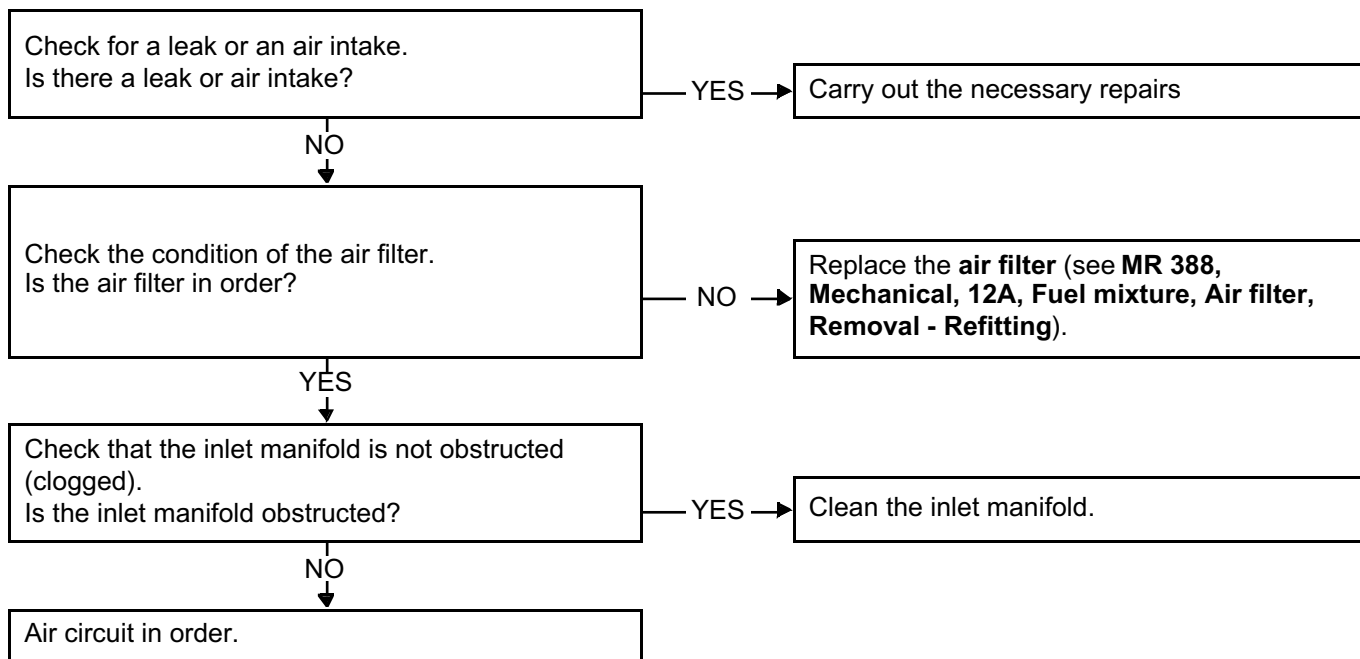 Check for a leak or an air intake.
Is there a leak or air intake?
YES
Carry out the necessary repairs
NO
Check the condition of the air filter.
Is the air filter in order?
NO
Replace the air filter (see MR 388,
Mechanical, 12A, Fuel mixture, Air filter,
Removal - Refitting).
YES
Check that the inlet manifold is not obstructed
(clogged).
Is the inlet manifold obstructed?
YES
Clean the inlet manifold.
NO
Air circuit in order.